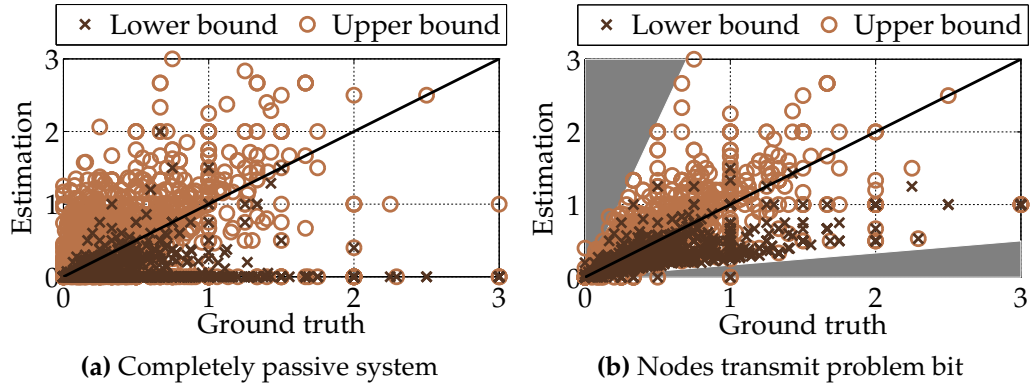 × Lower bound ○ Upper bound
3
2
1
0
0 1 2 3
Estimation
Ground truth
(a) Completely passive system
× Lower bound ○ Upper bound
3
2
1
0
0 1 2 3
Estimation
Ground truth
(b) Nodes transmit problem bit